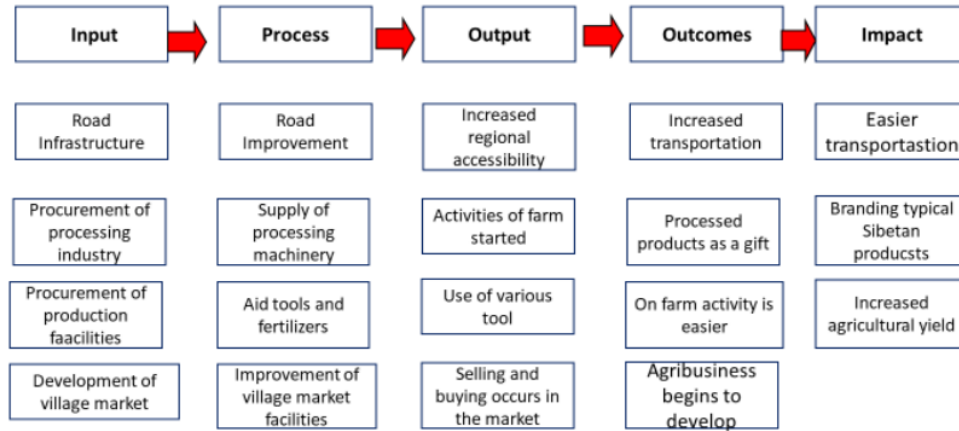 Input
Process
Output
Outcomes
Impact
Road
Infrastructure
Road
Improvement
Increased
regional
accessibility
Increased
transportation
Easier
transportastion
Procurement of
processing
industry
Supply of
processing
machinery
Activities of farm
started
Processed
products as a gift
Branding typical
Sibetan
producsts
Procurement of
production
faacilities
Aid tools and
fertilizers
Use of various
tool
On farm activity is
easier
Increased
agricultural yield
Development of
village market
Improvement of
village market
facilities
Selling and
buying occurs in
the market
Agribusiness
begins to
develop